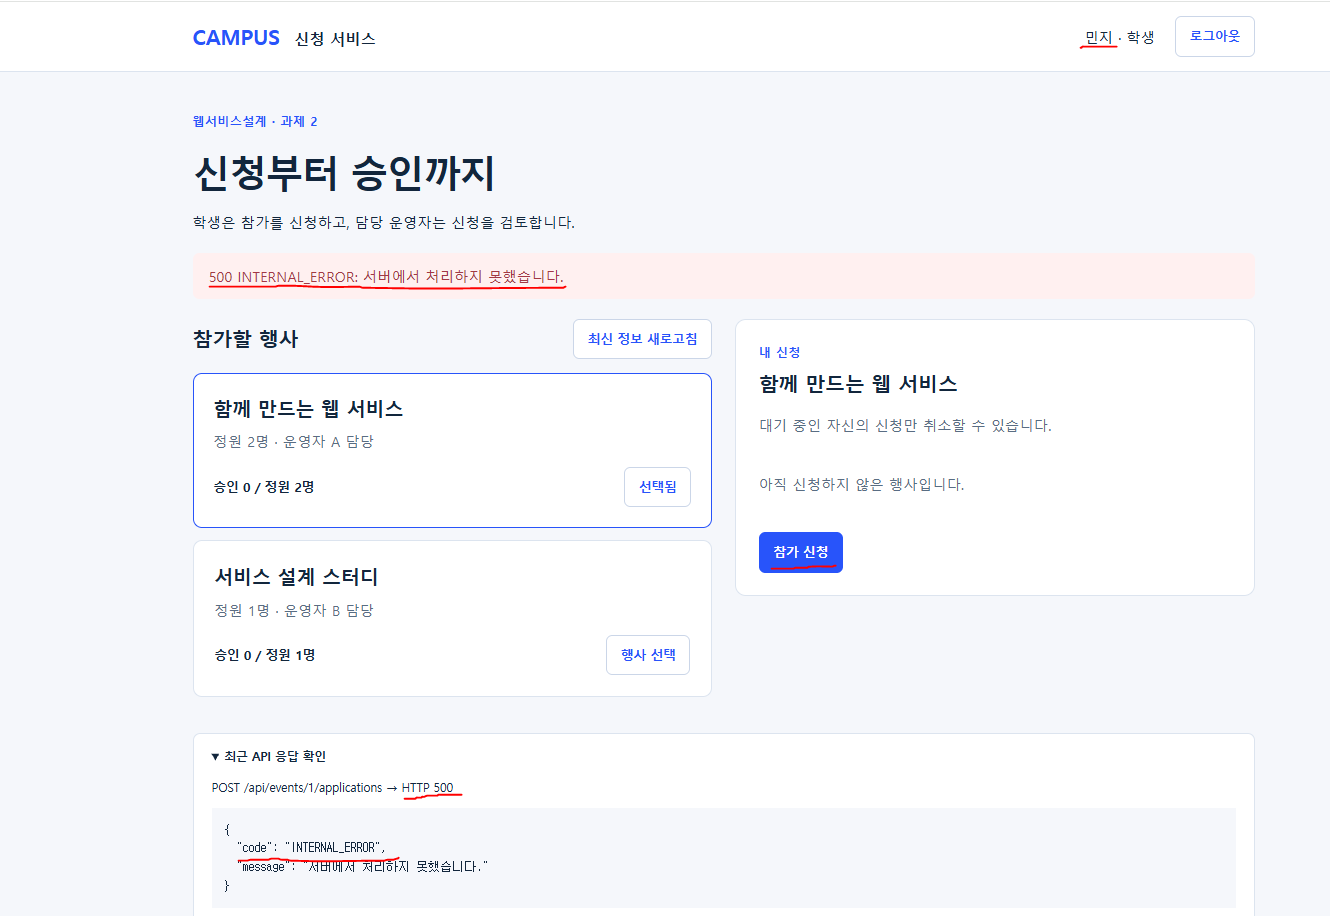 CAMPUS 신청 서비스
민지 · 학생
로그아웃
웹서비스설계 · 과제 2
신청부터 승인까지
학생은 참가를 신청하고, 담당 운영자는 신청을 검토합니다.
500 INTERNAL_ERROR: 서버에서 처리하지 못했습니다.
참가할 행사
최신 정보 새로고침
함께 만드는 웹 서비스
정원 2명 · 운영자 A 담당
승인 0 / 정원 2명
선택됨
서비스 설계 스터디
정원 1명 · 운영자 B 담당
승인 0 / 정원 1명
행사 선택
내 신청
함께 만드는 웹 서비스
대기 중인 자신의 신청만 취소할 수 있습니다.
아직 신청하지 않은 행사입니다.
참가 신청
▼ 최근 API 응답 확인
POST /api/events/1/applications → HTTP 500
{
"code": "INTERNAL_ERROR",
"message": "서버에서 처리하지 못했습니다."
}